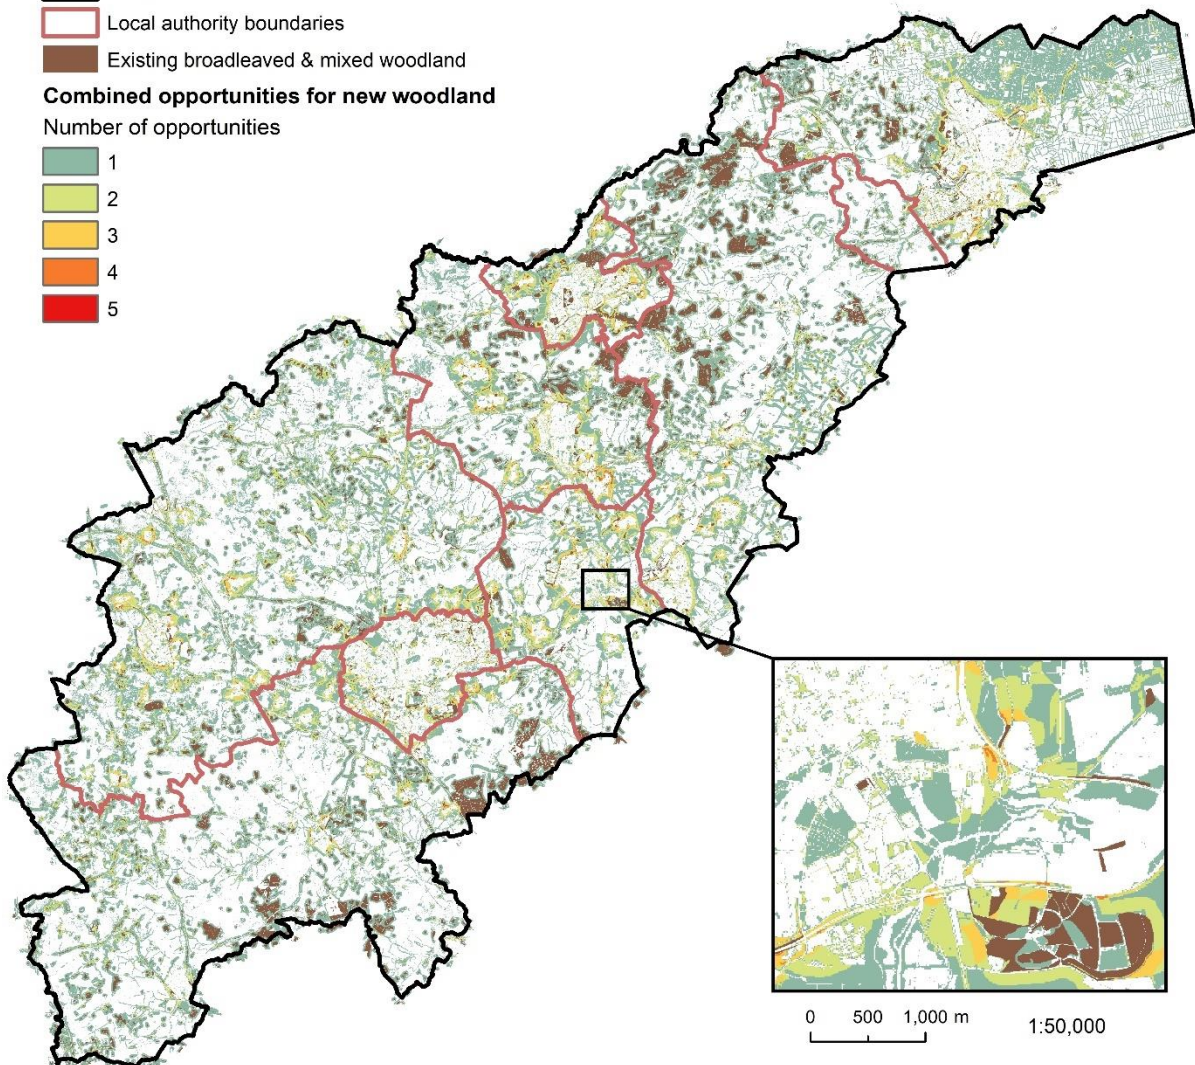 Local authority boundaries
Existing broadleaved & mixed woodland
Combined opportunities for new woodland
Number of opportunities
1
2
3
4
5
0 500 1,000 m
1:50,000